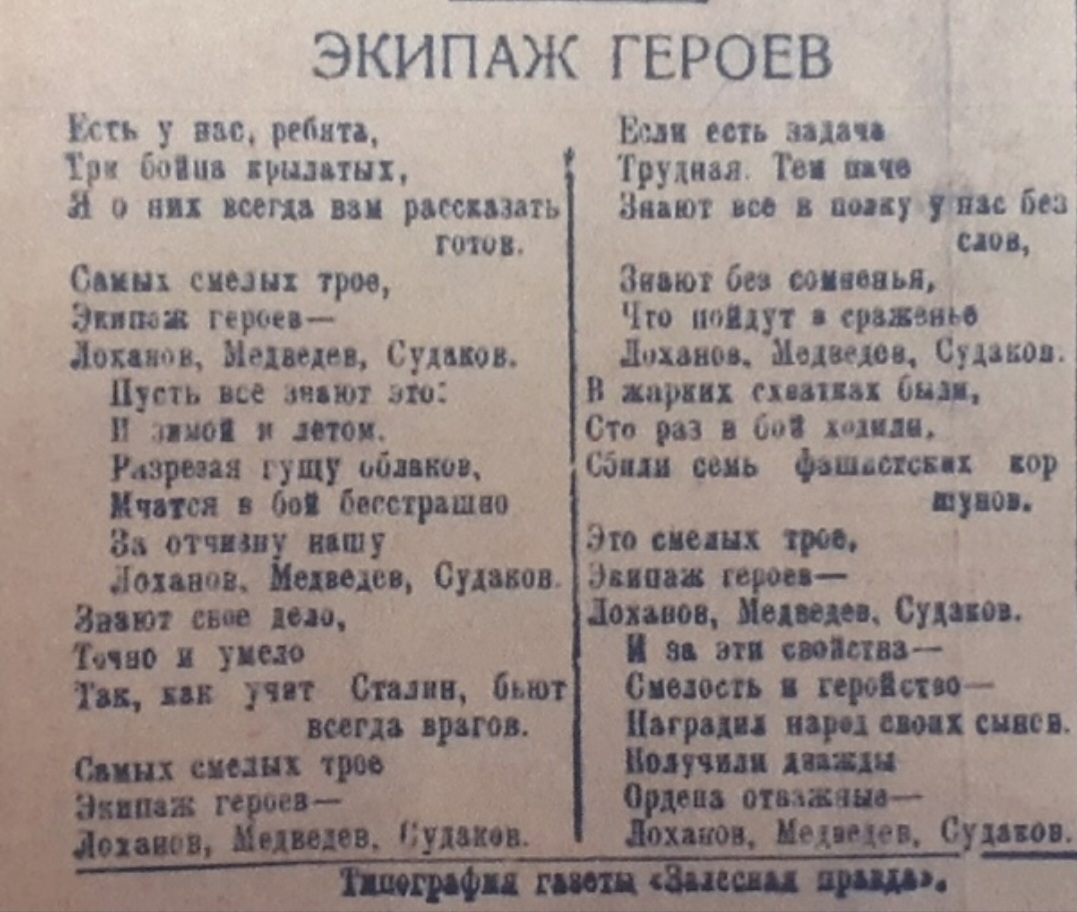 ЭКИПАЖ ГЕРОЕВ
Есть у нас, ребята,
Три бойца крылатых,
Я о них всегда вам рассказать
готов.
Самых смелых трое,
Экипаж героев—
Лоханов, Медведев, Судаков.
Пусть все знают это:
И зимой и летом.
Разрезая гущу облаков,
Мчатся в бой бесстрашно
За отчизну нашу
Лоханов, Медведев, Судаков.
Знают свое дело,
Точно и умело
Так, как учит Сталин, бьют
всегда врагов.
Самых смелых трое
Экипаж героев—
Лоханов, Медведев, Судаков.
Если есть задача
Трудная. Тем паче
Знают все в полку у нас без
слов,
Знают без сомненья,
Что пойдут в сраженье
Лоханов, Медведев, Судаков.
В жарких схватках были,
Сто раз в бой ходили,
Сбили семь фашистских кор
шунов.
Это смелых трое,
Экипаж героев—
Лоханов, Медведев, Судаков.
И за эти свойства—
Смелость и геройство—
Наградил народ своих сынов.
Получили дважды
Ордена отважные—
Лоханов, Медведев, Судаков.
Типография газеты «Залесная правда».